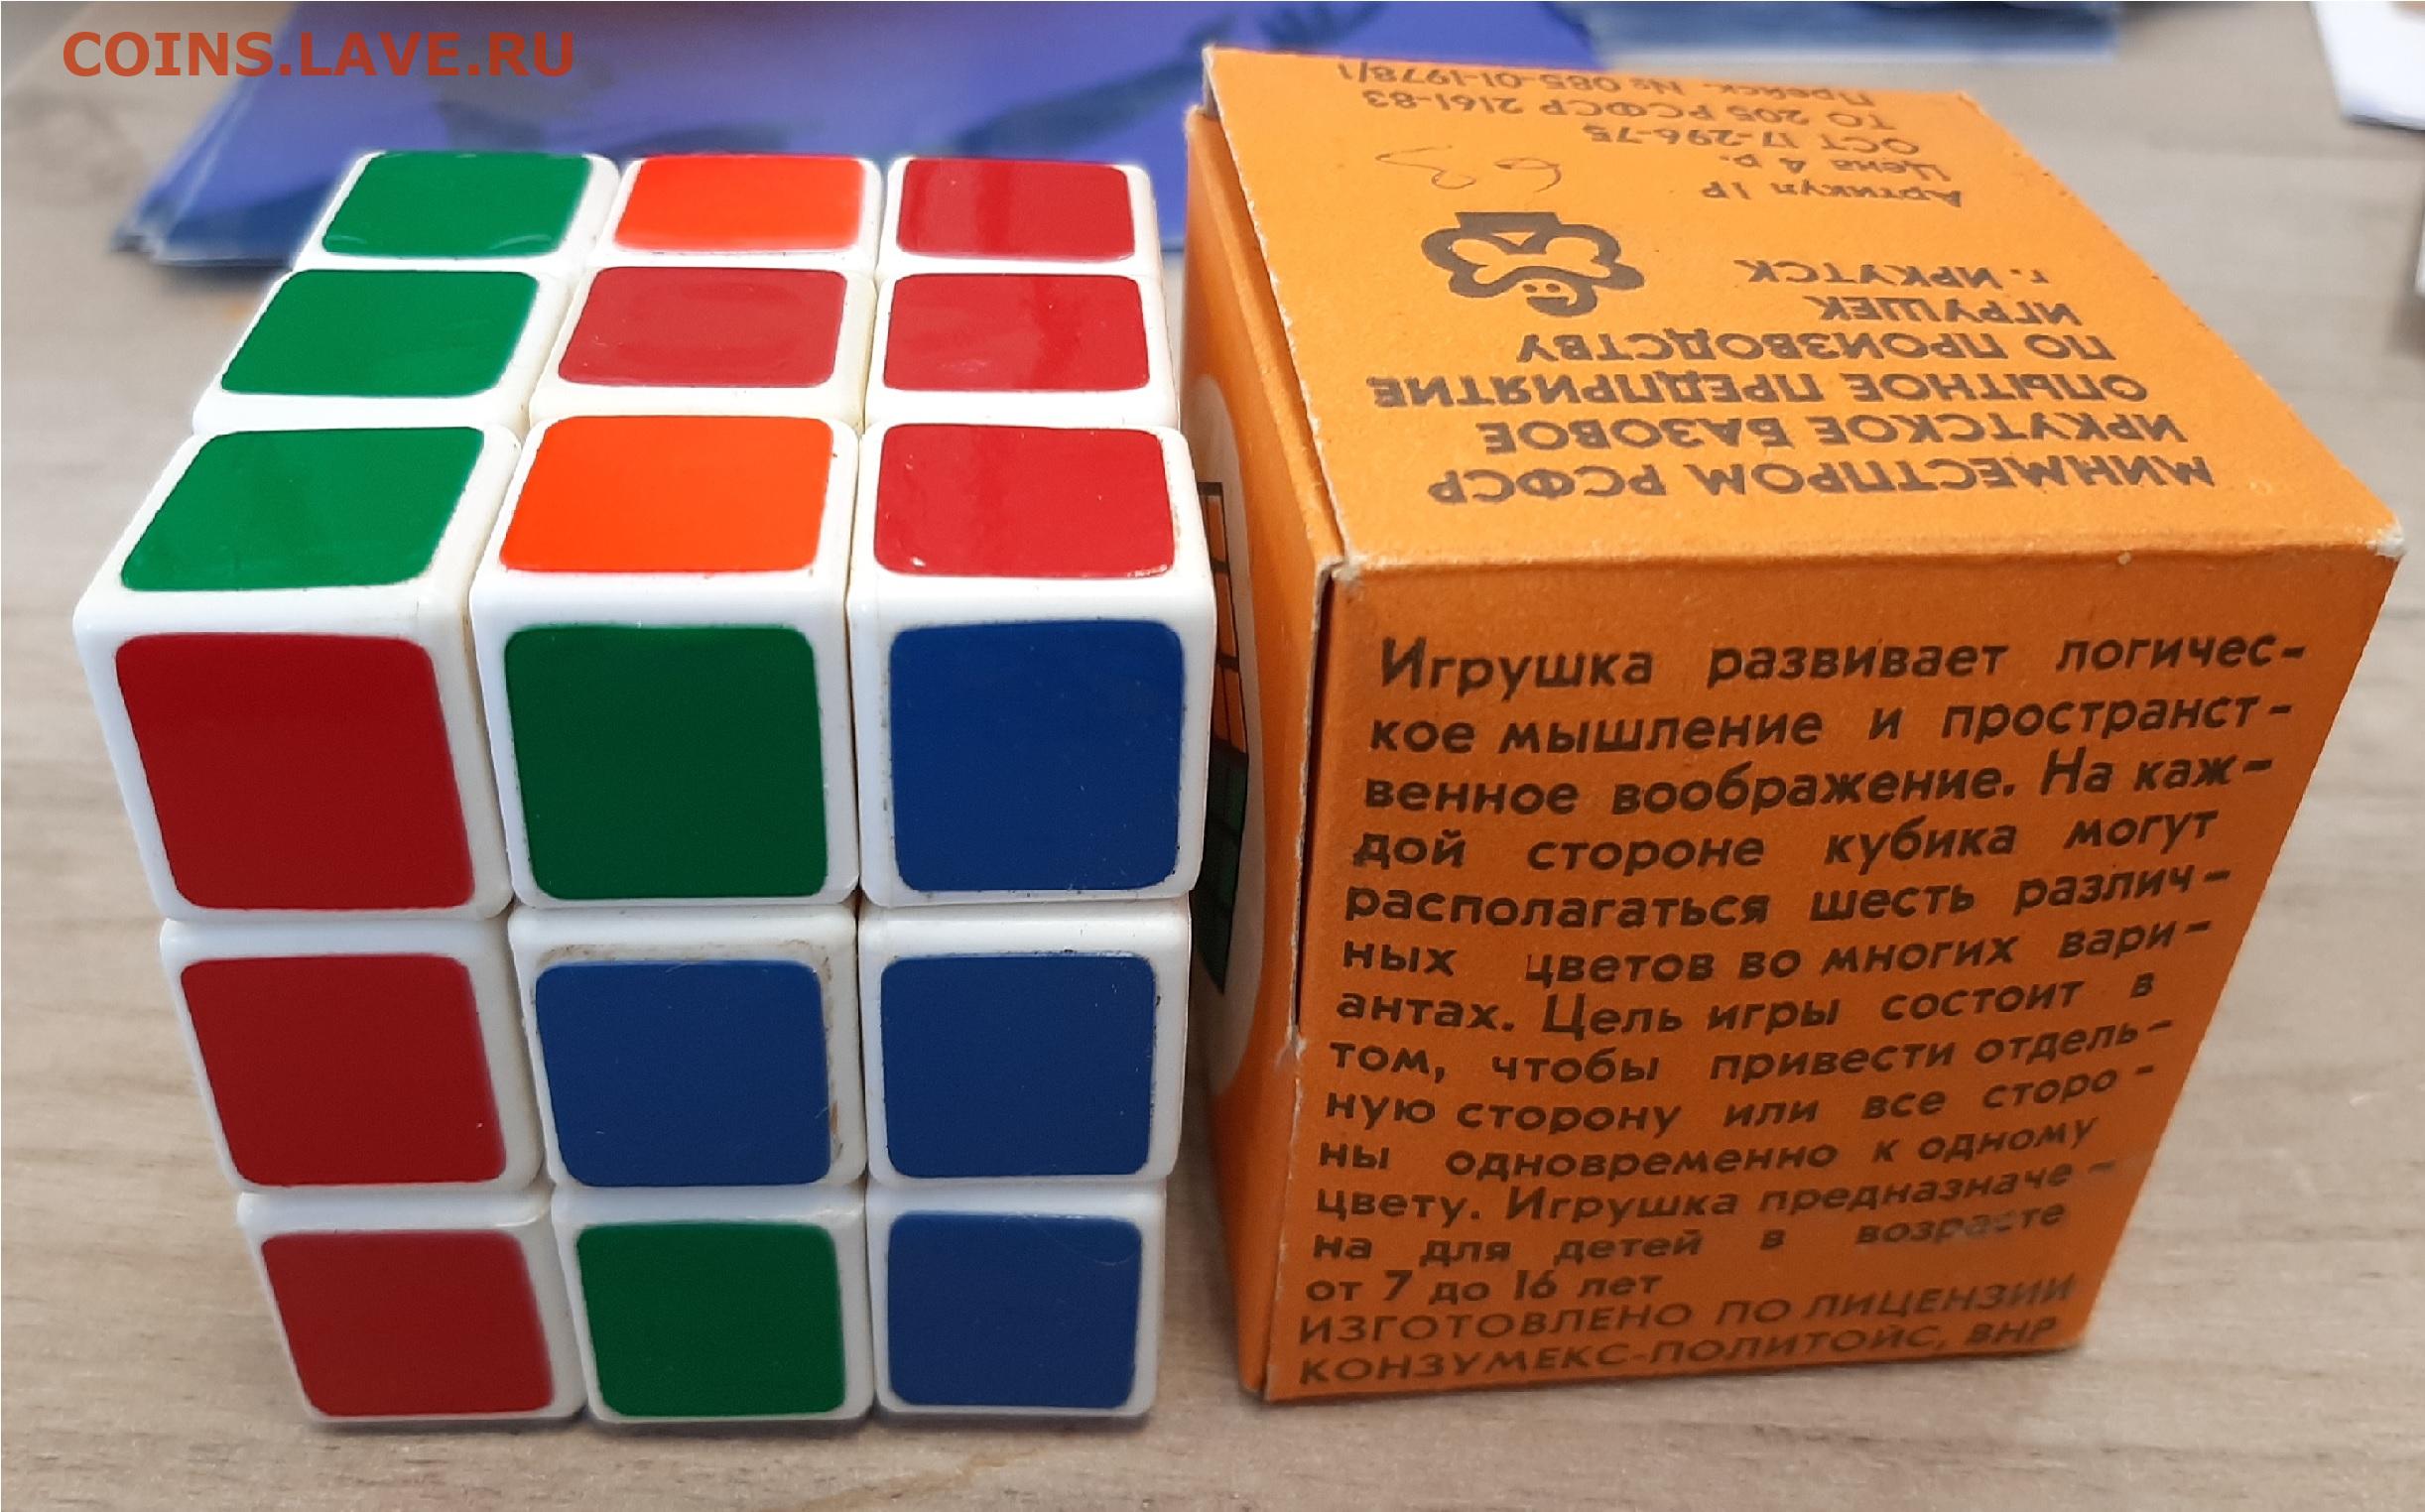 COINS.LAVE.RU
МИНМЕСТПРОМ РСФСР
ИРКУТСКОЕ БАЗОВОЕ
ОПЫТНОЕ ПРЕДПРИЯТИЕ
ПО ПРОИЗВОДСТВУ
ИГРУШЕК
г. ИРКУТСК
Артикул 1Р
Цена 4 р.
ОСТ 17-296-75
ТО 205 РСФСР 2161-83
Прейск. № 085-01-1978/1
Игрушка развивает логичес-
кое мышление и пространст-
венное воображение. На каж-
дой стороне кубика могут
располагаться шесть различ-
ных цветов во многих вари-
антах. Цель игры состоит в
том, чтобы привести отдель-
ную сторону или все сторо-
ны одновременно к одному
цвету. Игрушка предназначе-
на для детей в возрасте
от 7 до 16 лет
ИЗГОТОВЛЕНО ПО ЛИЦЕНЗИИ
КОНЗУМЕКС-ПОЛИТОЙС, ВНР